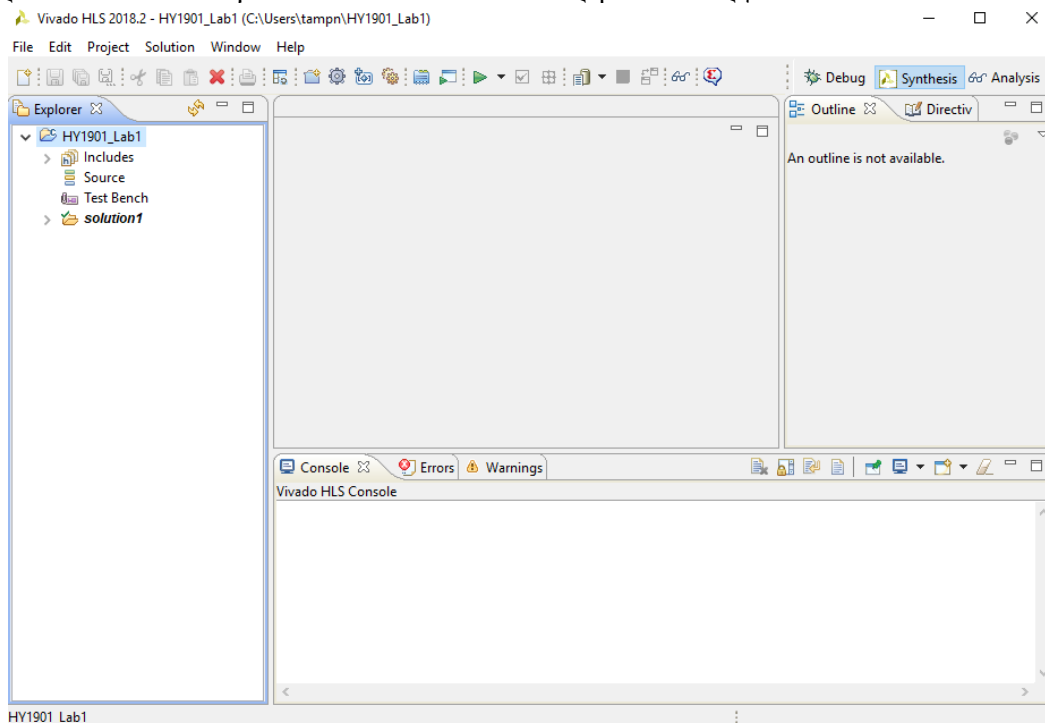 Vivado HLS 2018.2 - HY1901_Lab1 (C:\Users\tampn\HY1901_Lab1)
File Edit Project Solution Window Help
Debug Synthesis Analysis
Explorer
Outline Directiv
HY1901_Lab1
Includes
Source
Test Bench
solution1
An outline is not available.
Console Errors Warnings
Vivado HLS Console
HY1901_Lab1